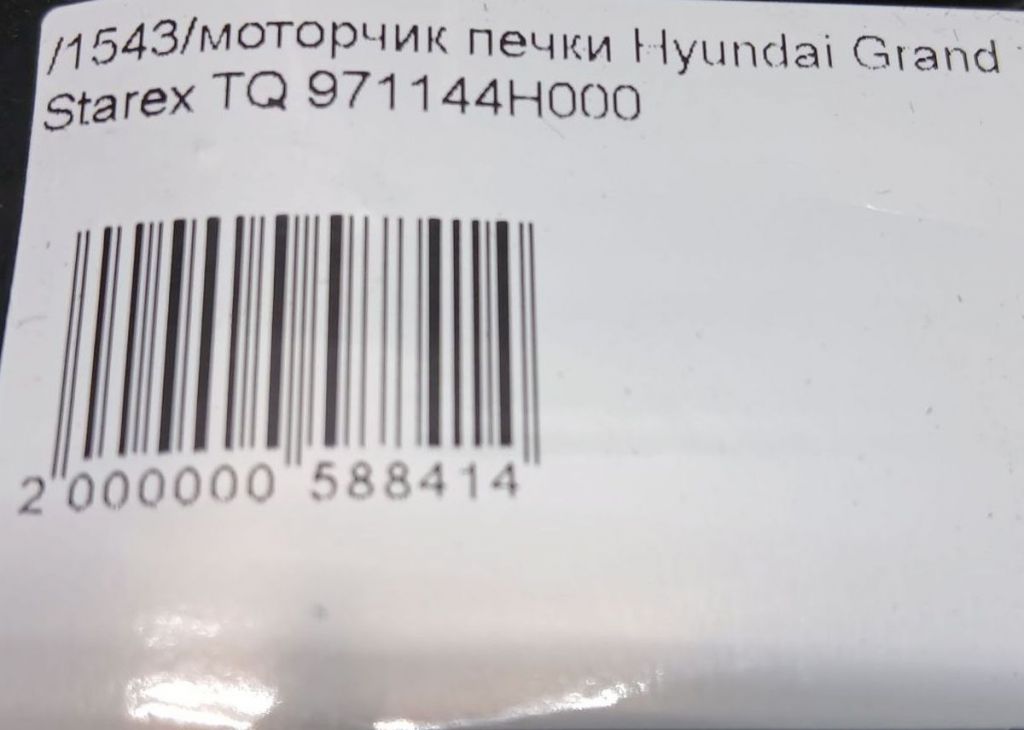 /1543/моторчик печки Hyundai Grand
Starex TQ 971144H000
2 000000 588414